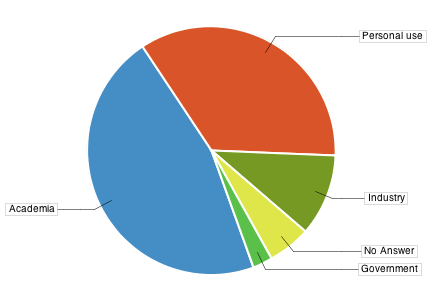 Personal use
Industry
Academia
No Answer
Government